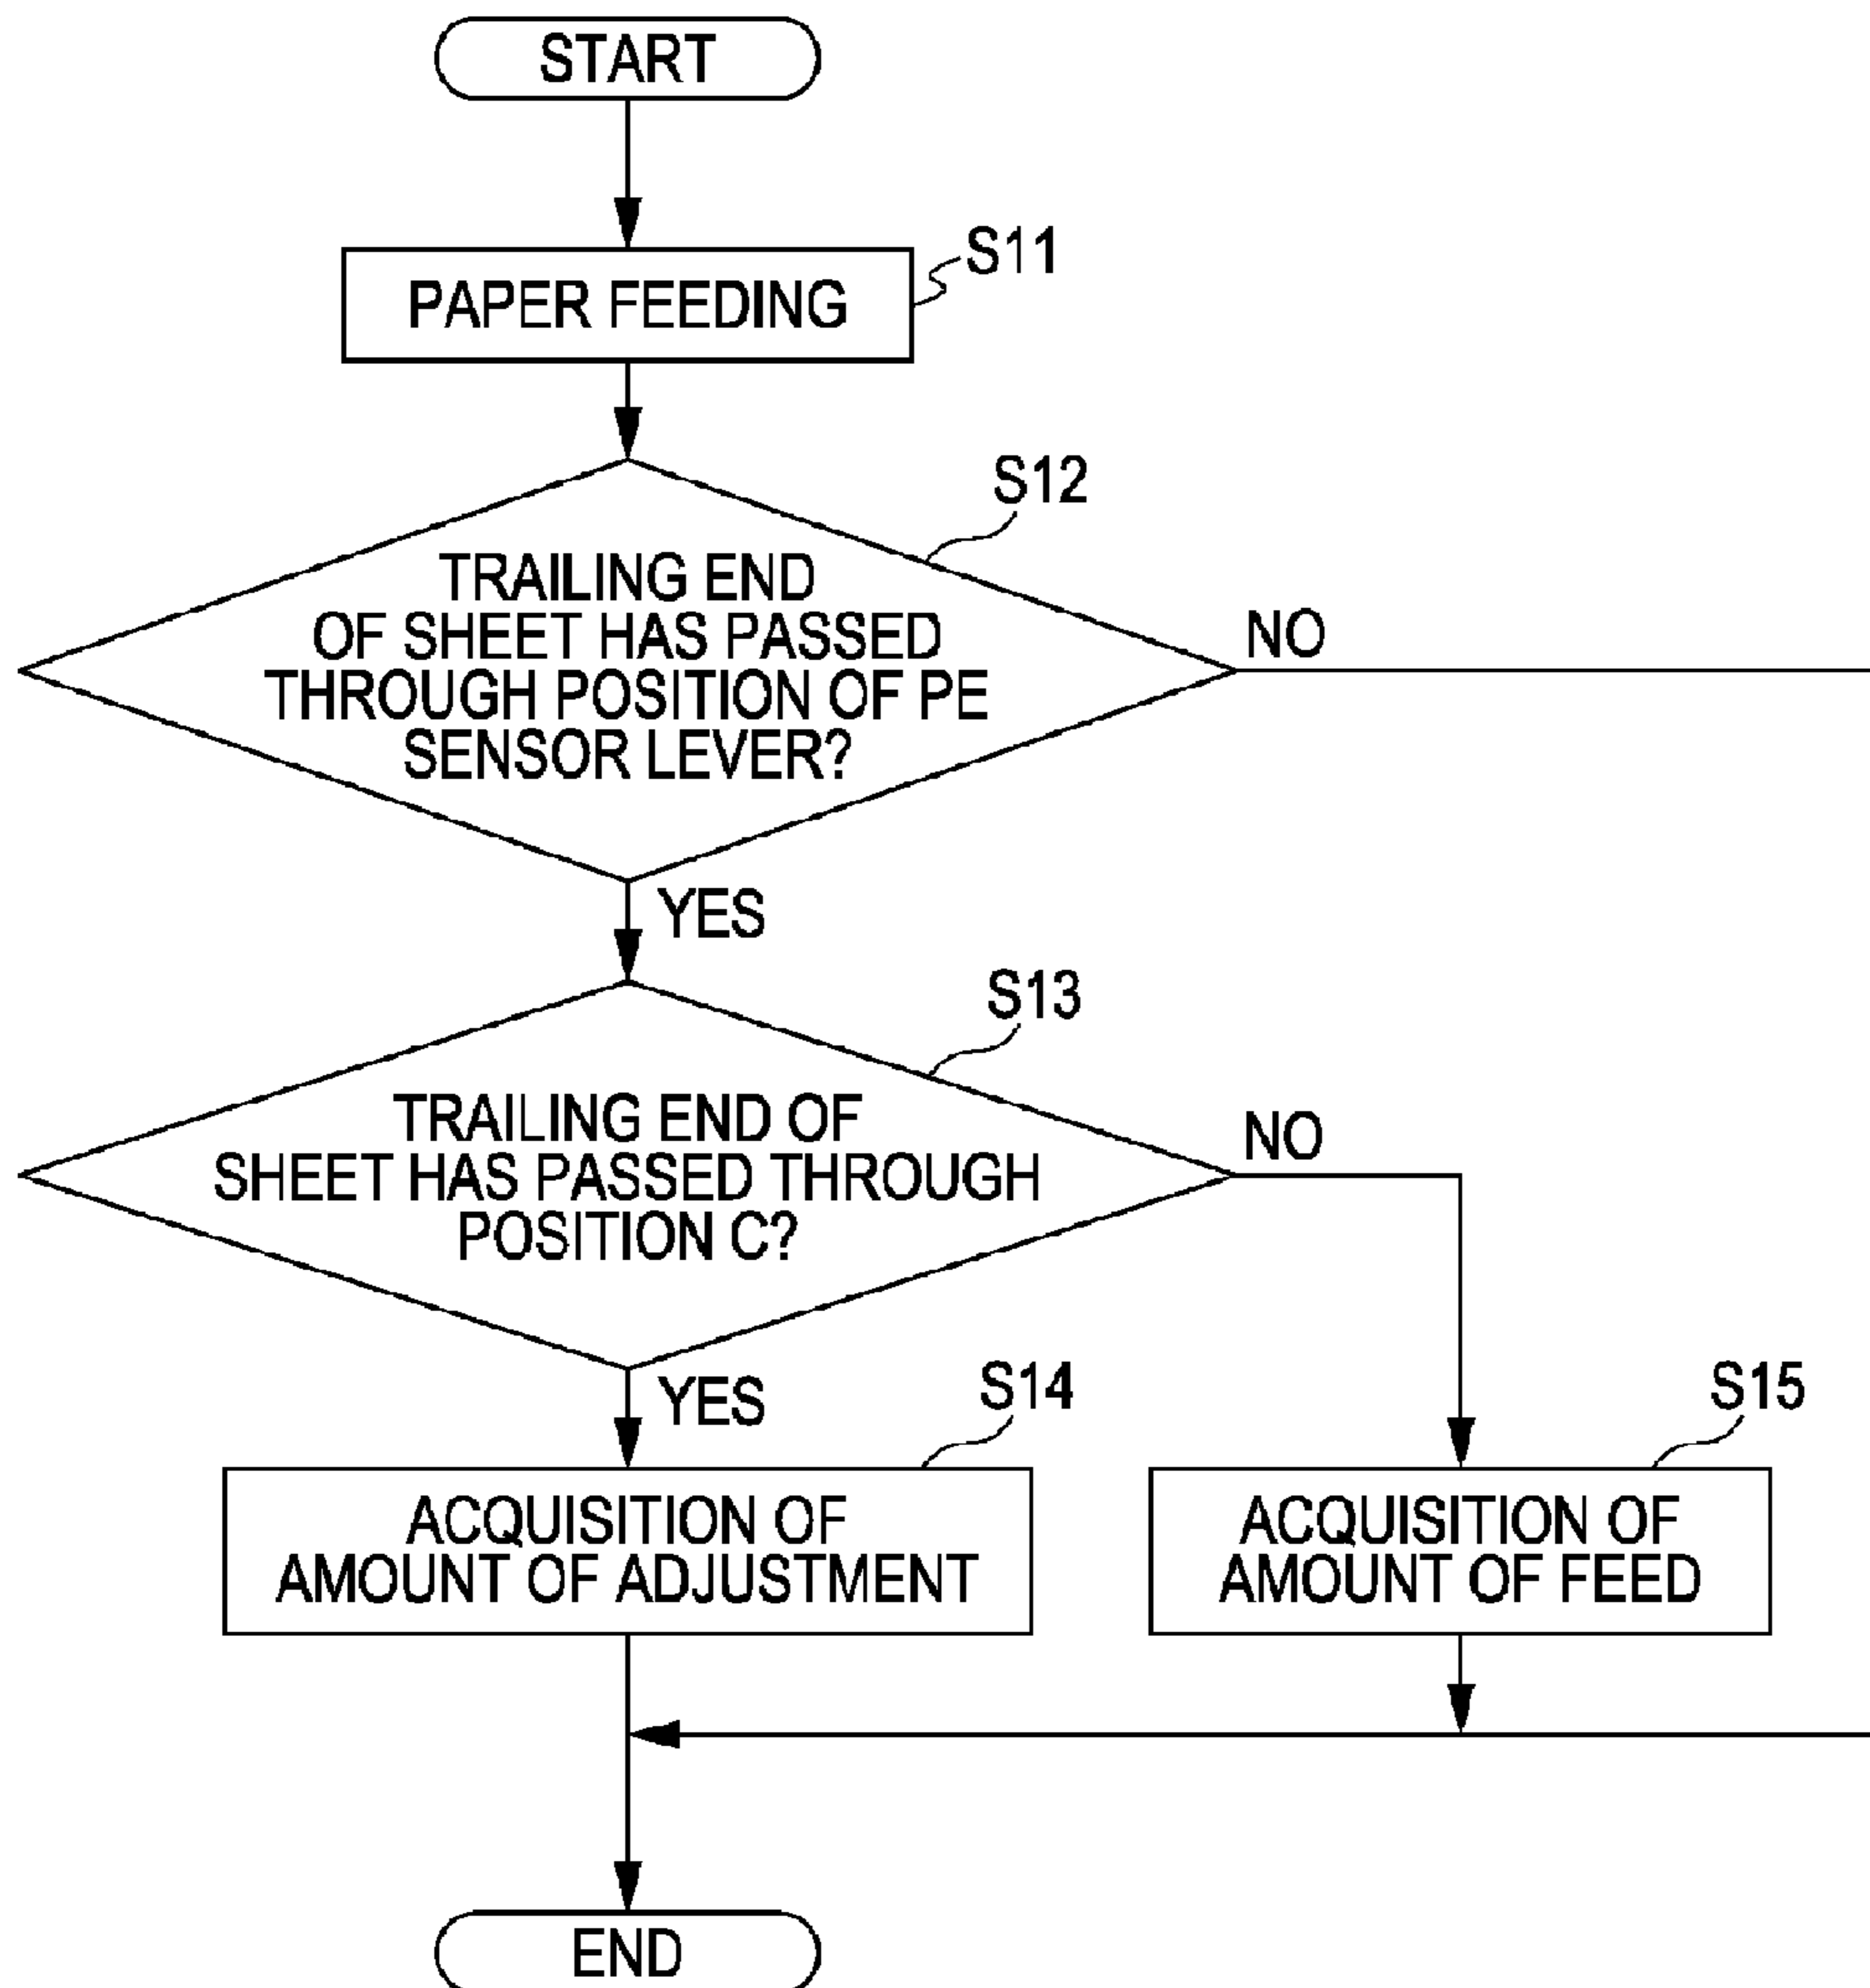 START
PAPER FEEDING
S11
S12
TRAILING END
OF SHEET HAS PASSED
THROUGH POSITION OF PE
SENSOR LEVER?
NO
YES
S13
TRAILING END OF
SHEET HAS PASSED THROUGH
POSITION C?
NO
YES
S14
ACQUISITION OF
AMOUNT OF ADJUSTMENT
S15
ACQUISITION OF
AMOUNT OF FEED
END